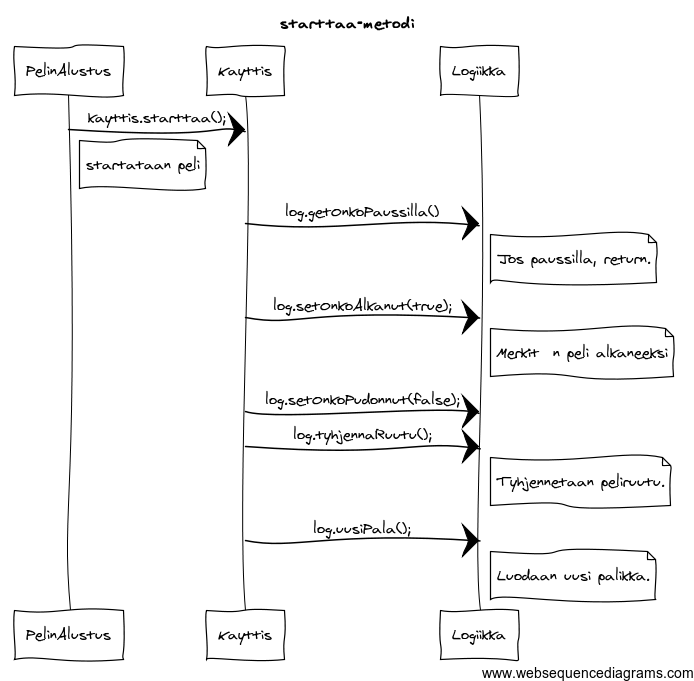 starttaa-metodi
PelinAlustus
Kayttis
Logiikka
kayttis.starttaa();
startataan peli
log.getOnkoPaussilla()
Jos paussilla, return.
log.setOnkoAlkanut(true);
Merkit n peli alkaneeksi
log.setOnkoPudonnut(false);
log.tyhjennaRuutu();
Tyhjennetaan peliruutu.
log.uusiPala();
Luodaan uusi palikka.
PelinAlustus
Kayttis
Logiikka
www.websequencediagrams.com